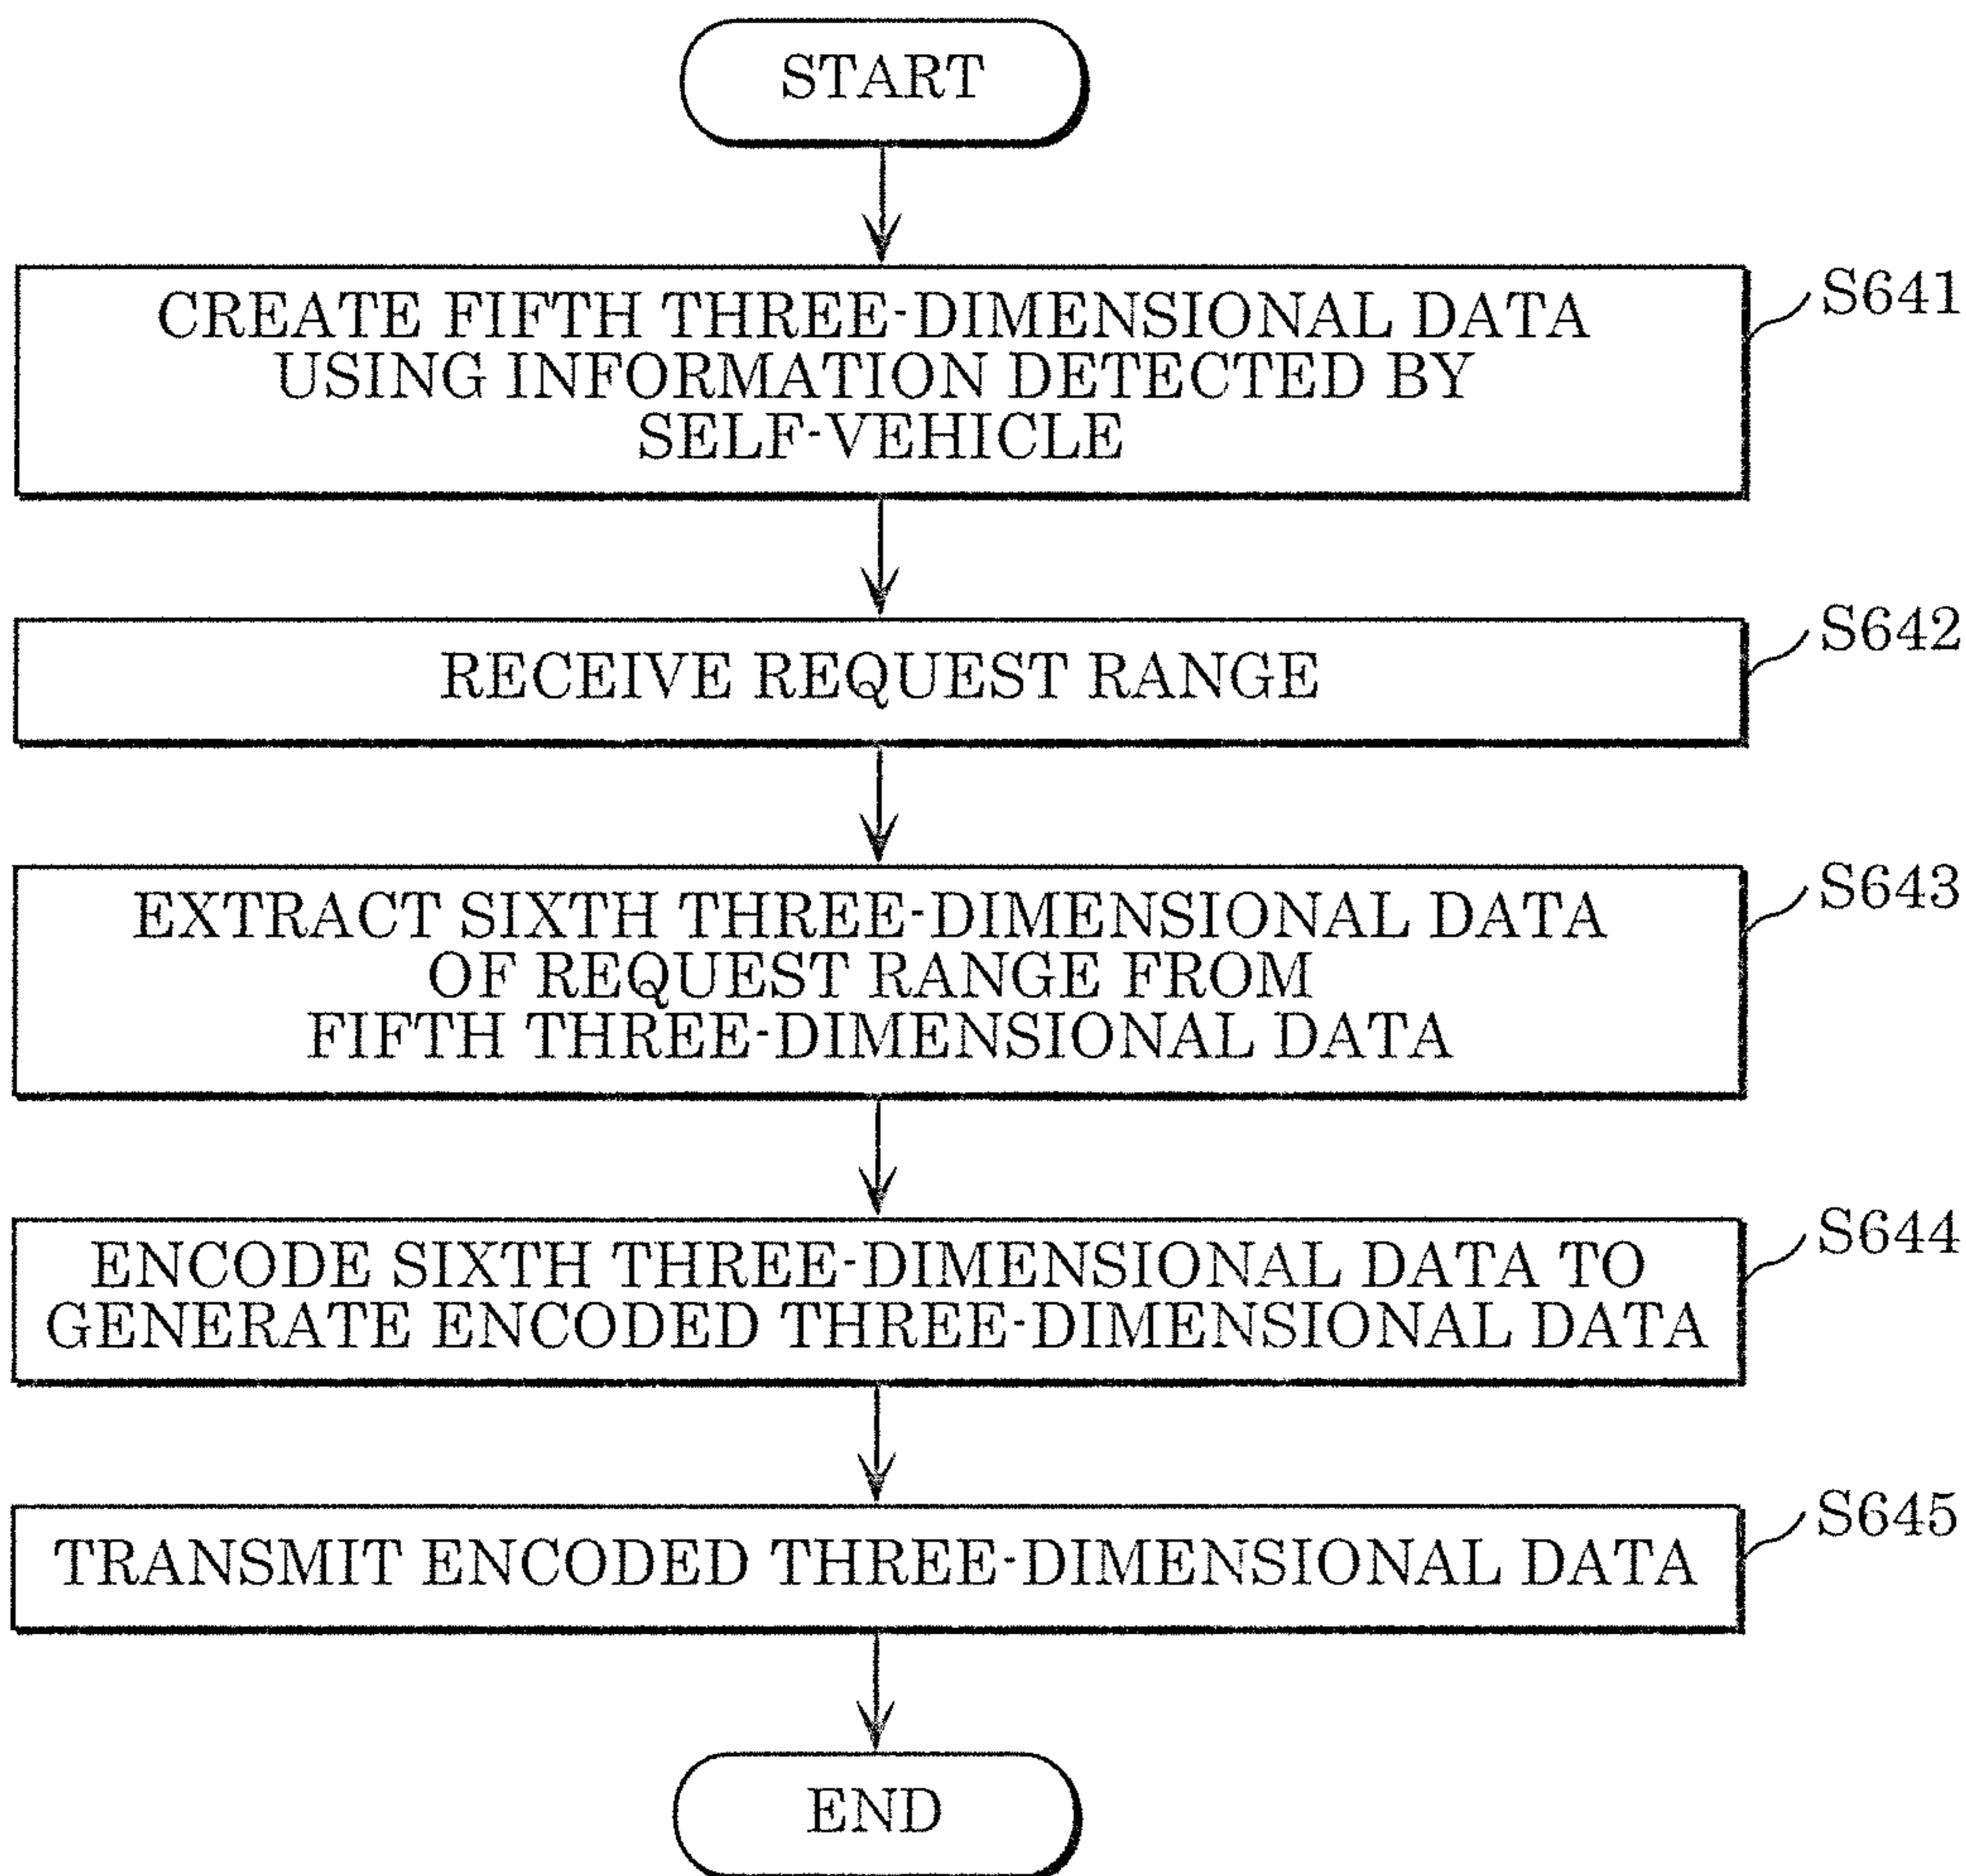 START
CREATE FIFTH THREE-DIMENSIONAL DATA
USING INFORMATION DETECTED BY
SELF-VEHICLE
S641
RECEIVE REQUEST RANGE
S642
EXTRACT SIXTH THREE-DIMENSIONAL DATA
OF REQUEST RANGE FROM
FIFTH THREE-DIMENSIONAL DATA
S643
ENCODE SIXTH THREE-DIMENSIONAL DATA TO
GENERATE ENCODED THREE-DIMENSIONAL DATA
S644
TRANSMIT ENCODED THREE-DIMENSIONAL DATA
S645
END